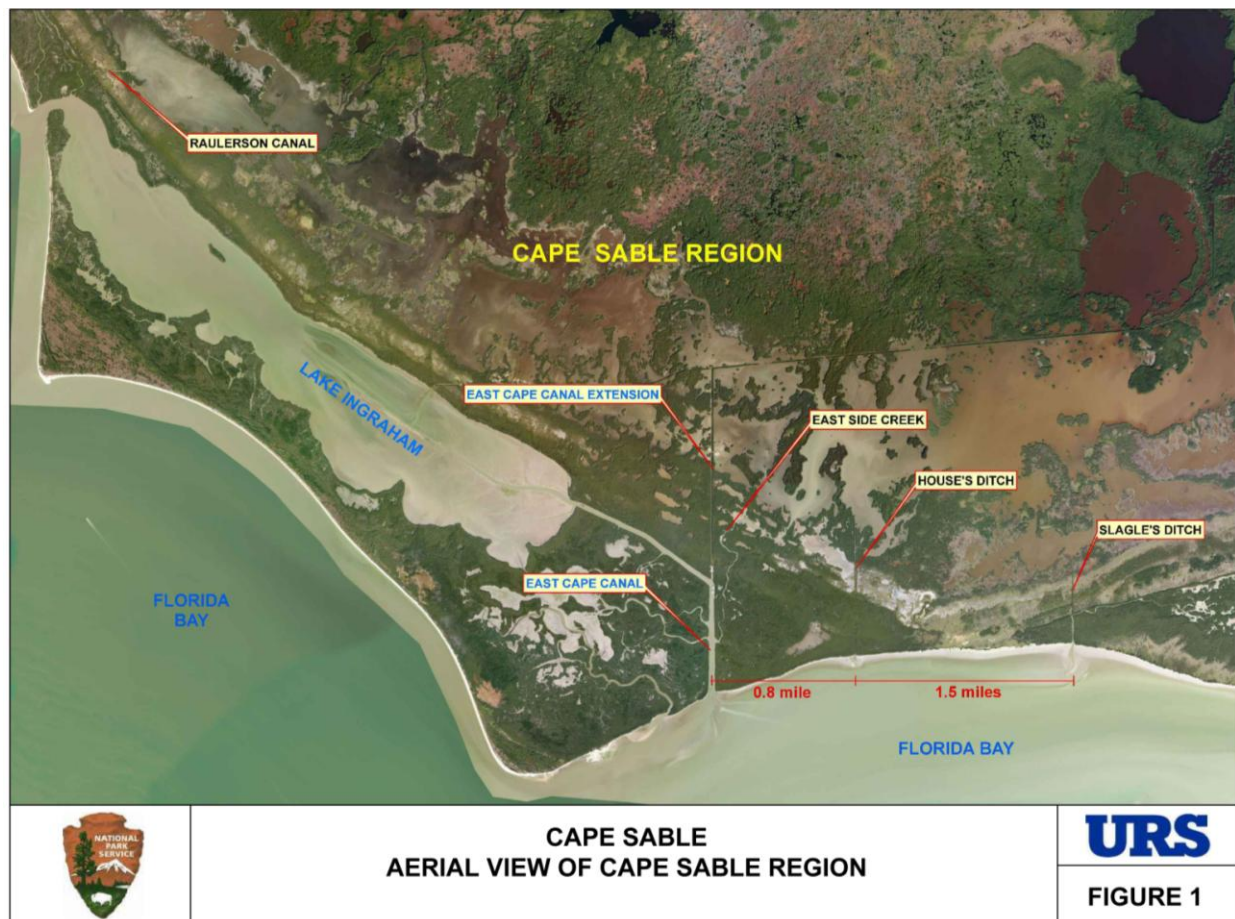 RAULERSON CANAL
CAPE SABLE REGION
LAKE INGRAHAM
EAST CAPE CANAL EXTENSION
EAST SIDE CREEK
HOUSE'S DITCH
SLAGLE'S DITCH
EAST CAPE CANAL
FLORIDA
BAY
0.8 mile
1.5 miles
FLORIDA BAY
NATIONAL
PARK
SERVICE
CAPE SABLE
AERIAL VIEW OF CAPE SABLE REGION
URS
FIGURE 1